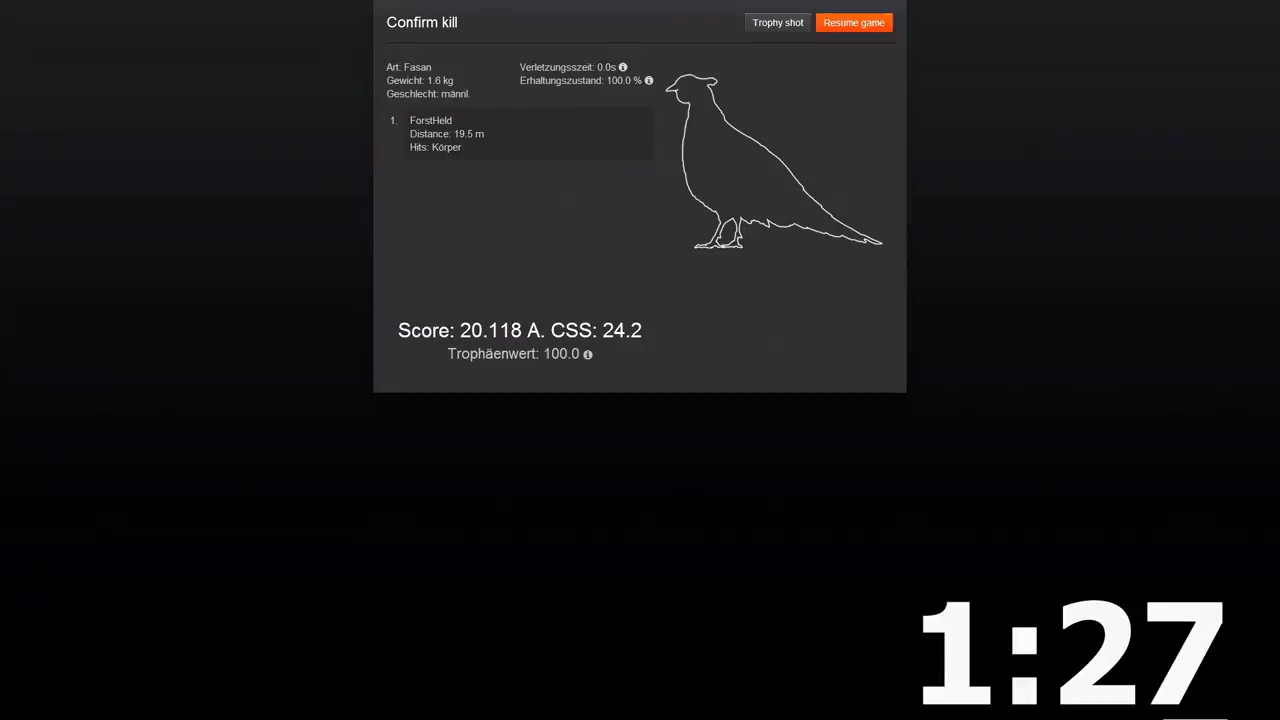 Confirm kill
Trophy shot
Resume game
Art: Fasan
Gewicht: 1.6 kg
Geschlecht: männl.
Verletzungsszeit: 0.0s
Erhaltungszustand: 100.0 %
1. ForstHeld
Distance: 19.5 m
Hits: Körper
Score: 20.118 A. CSS: 24.2
Trophäenwert: 100.0
1:27